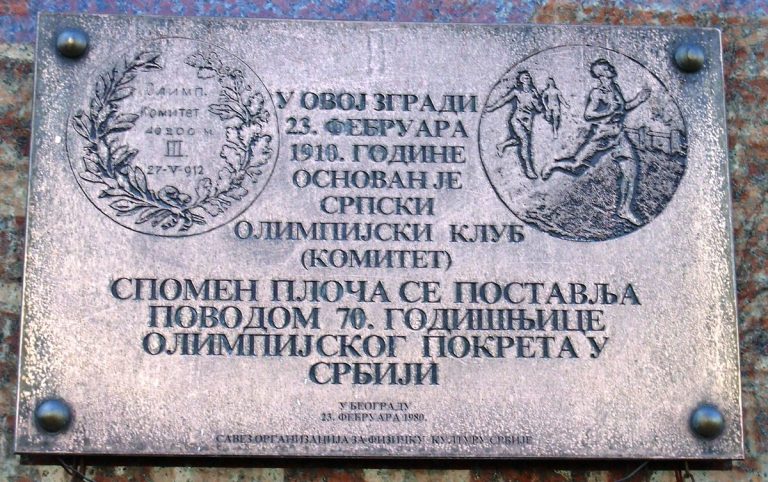 ОЛИМП.
КОМИТЕТ
40200 М
III
27-V-912
У ОВОЈ ЗГРАДИ
23. ФЕБРУАРА
1910. ГОДИНЕ
ОСНОВАН ЈЕ
СРПСКИ
ОЛИМПИЈСКИ КЛУБ
(КОМИТЕТ)
СПОМЕН ПЛОЧА СЕ ПОСТАВЉА
ПОВОДОМ 70. ГОДИШЊИЦЕ
ОЛИМПИЈСКОГ ПОКРЕТА У
СРБИЈИ
У БЕОГРАДУ
23. ФЕБРУАРА 1980.
САВЕЗ ОРГАНИЗАЦИЈА ЗА ФИЗИЧКУ КУЛТУРУ СРБИЈЕ